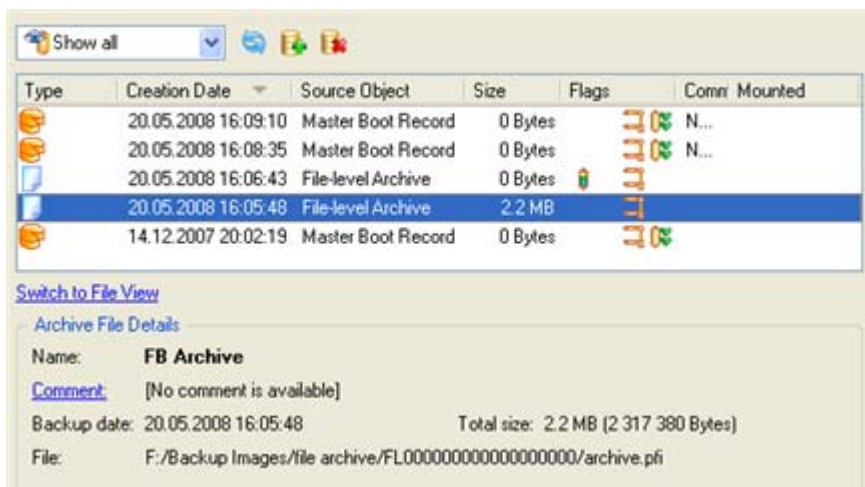 Show all
Type Creation Date Source Object Size Flags Comn Mounted
20.05.2008 16:09:10 Master Boot Record 0 Bytes N...
20.05.2008 16:08:35 Master Boot Record 0 Bytes N...
20.05.2008 16:06:43 File-level Archive 0 Bytes
20.05.2008 16:05:48 File-level Archive 2.2 MB
14.12.2007 20:02:19 Master Boot Record 0 Bytes
Switch to File View
Archive File Details
Name: FB Archive
Comment: [No comment is available]
Backup date: 20.05.2008 16:05:48 Total size: 2.2 MB (2 317 380 Bytes)
File: F:/Backup Images/file archive/FL0000000000000000000/archive.pfi